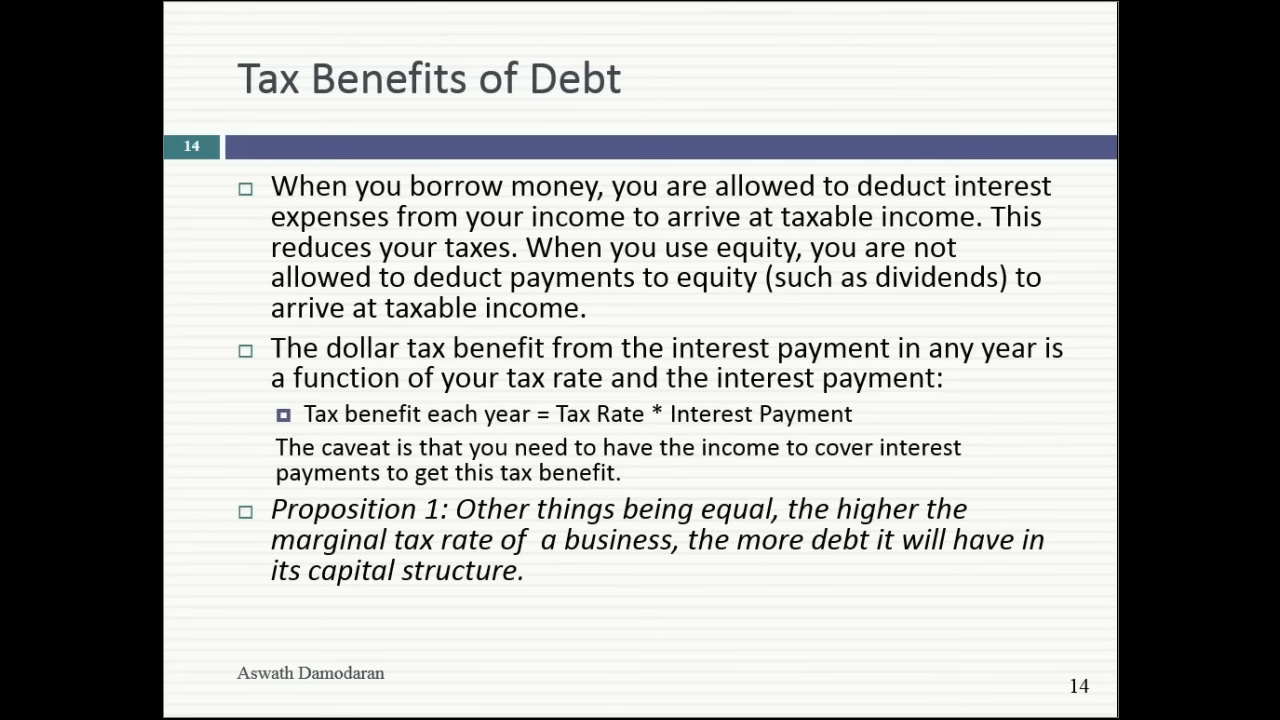 Tax Benefits of Debt
14
When you borrow money, you are allowed to deduct interest
expenses from your income to arrive at taxable income. This
reduces your taxes. When you use equity, you are not
allowed to deduct payments to equity (such as dividends) to
arrive at taxable income.
The dollar tax benefit from the interest payment in any year is
a function of your tax rate and the interest payment:
Tax benefit each year = Tax Rate * Interest Payment
The caveat is that you need to have the income to cover interest
payments to get this tax benefit.
Proposition 1: Other things being equal, the higher the
marginal tax rate of  a business, the more debt it will have in
its capital structure.
Aswath Damodaran
14